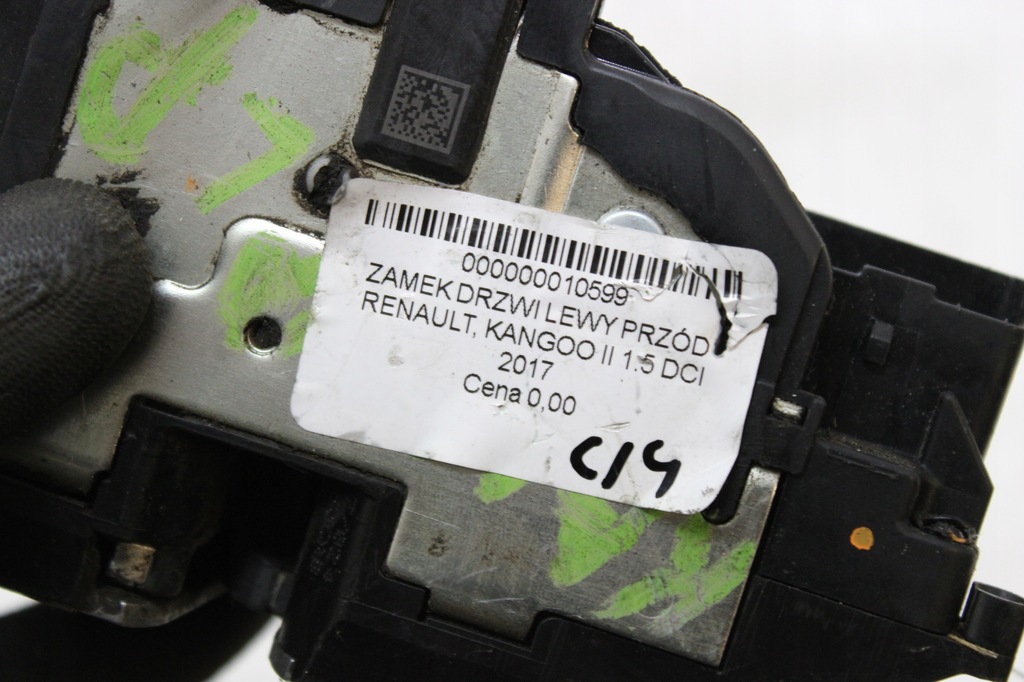 000000010599
ZAMEK DRZWI LEWY PRZÓD
RENAULT, KANGOO II 1.5 DCI
2017
Cena 0,00
C14